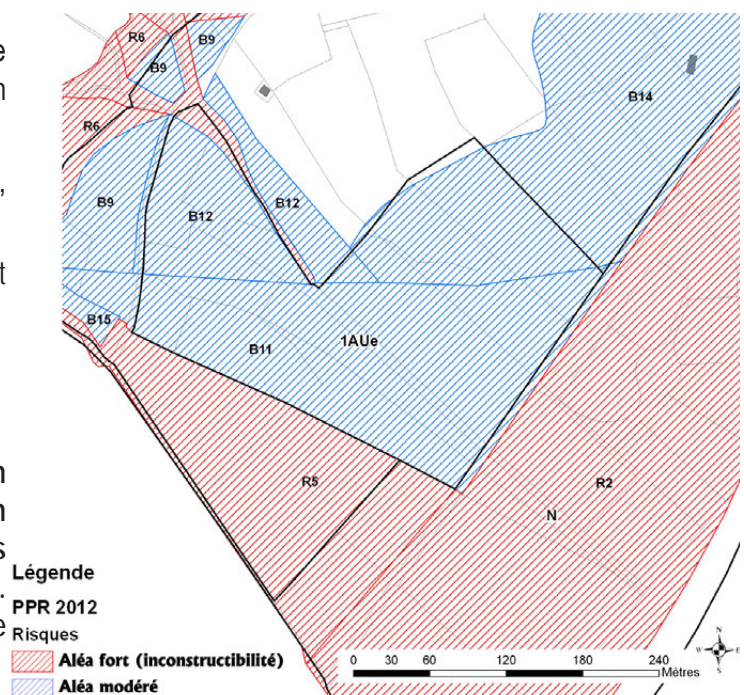 e
R6
B9
B9
n
B14
R6
,
B9
B12
B12
t
B15
B11
1AUe
n
R5
R2
n
N
s
Légende
.
PPR 2012
e
Risques
Aléa fort (inconstructibilité)
Aléa modéré
0 30 60 120 180 240
Mètres
N
W E
S